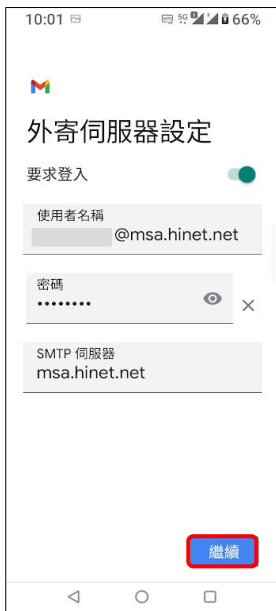 10:01 5G 66%
外寄伺服器設定
要求登入
使用者名稱
@msa.hinet.net
密碼
••••••••
SMTP 伺服器
msa.hinet.net
繼續